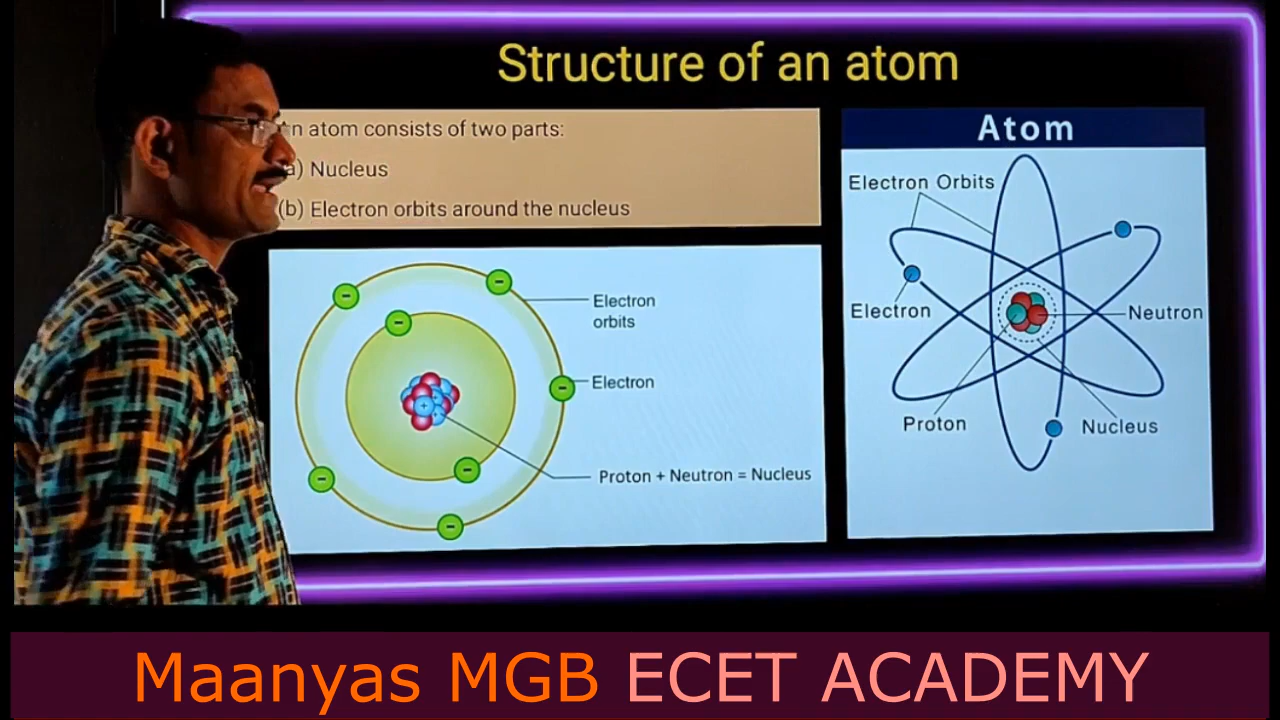 Structure of an atom
n atom consists of two parts:
a) Nucleus
(b) Electron orbits around the nucleus
Electron
orbits
Electron
Proton + Neutron = Nucleus
Atom
Electron Orbits
Electron
Neutron
Proton
Nucleus
Maanyas MGB ECET ACADEMY